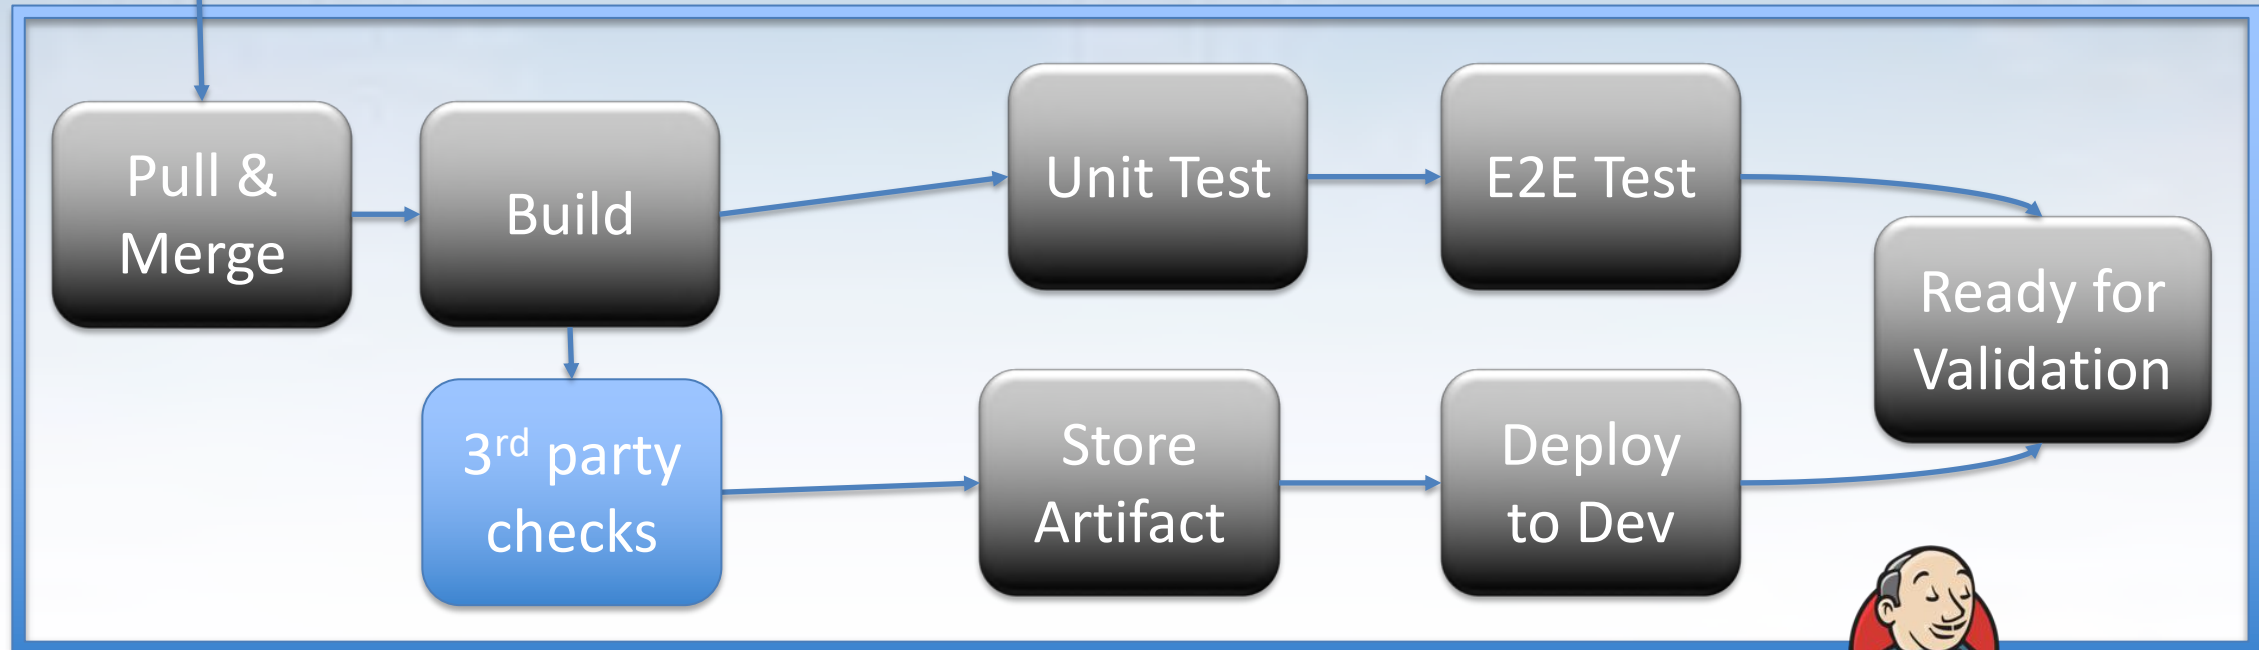 Pull &
Merge
Build
Unit Test
E2E Test
Ready for
Validation
3rd party
checks
Store
Artifact
Deploy
to Dev